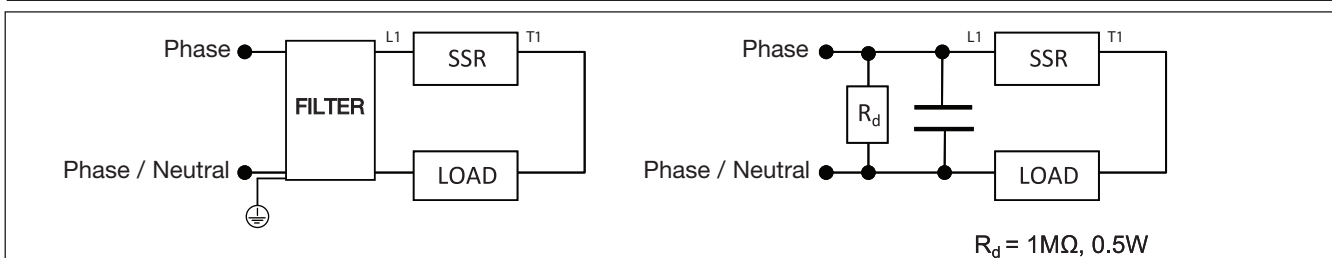 Phase
L1
SSR
T1
FILTER
Phase / Neutral
LOAD
Phase
L1
SSR
T1
Rd
Phase / Neutral
LOAD
Rd = 1MΩ, 0.5W